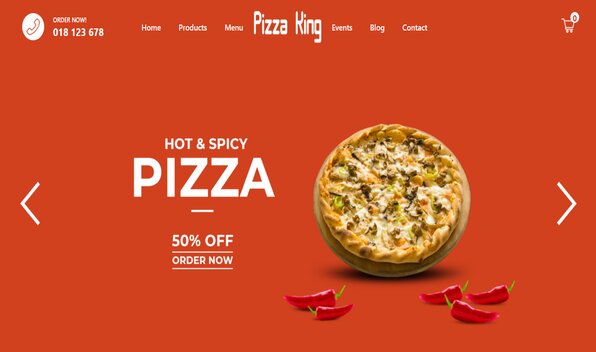 ORDER NOW!
018 123 678
Home Products Menu Pizza King Events Blog Contact
0
HOT & SPICY
PIZZA
50% OFF
ORDER NOW